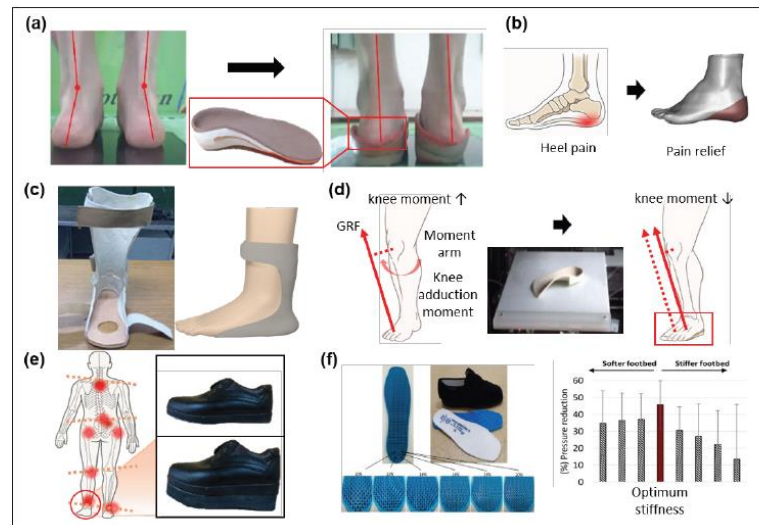 (a)
(b)
Heel pain
Pain relief
(c)
(d)
knee moment ↑
GRF
Moment
arm
Knee
adduction
moment
knee moment ↓
(e)
(f)
Softer footbed
Stiffer footbed
(%) Pressure reduction
60
50
40
30
20
10
0
Optimum
stiffness